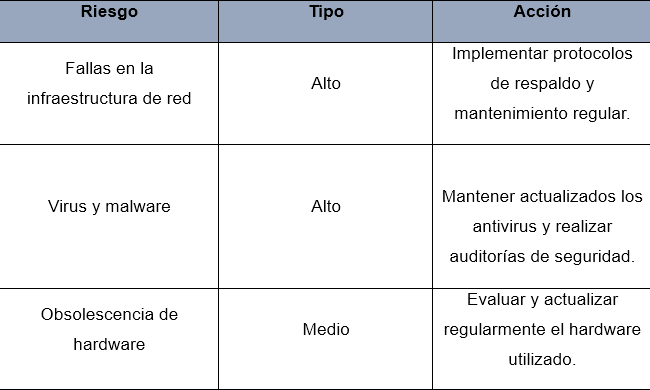 Riesgo Tipo Acción
Fallas en la
infraestructura de red
Alto
Implementar protocolos
de respaldo y
mantenimiento regular.
Virus y malware
Alto
Mantener actualizados los
antivirus y realizar
auditorías de seguridad.
Obsolescencia de
hardware
Medio
Evaluar y actualizar
regularmente el hardware
utilizado.